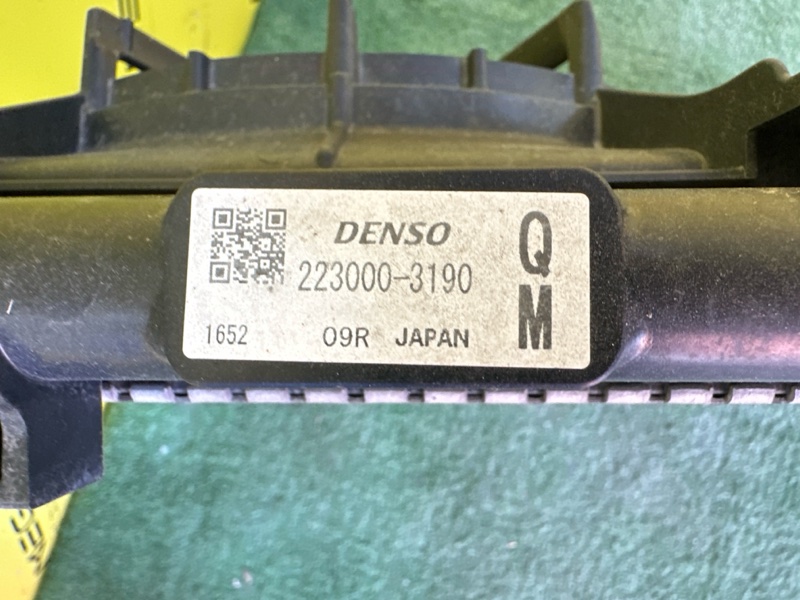 DENSO
223000-3190
Q
M
1652
09R JAPAN